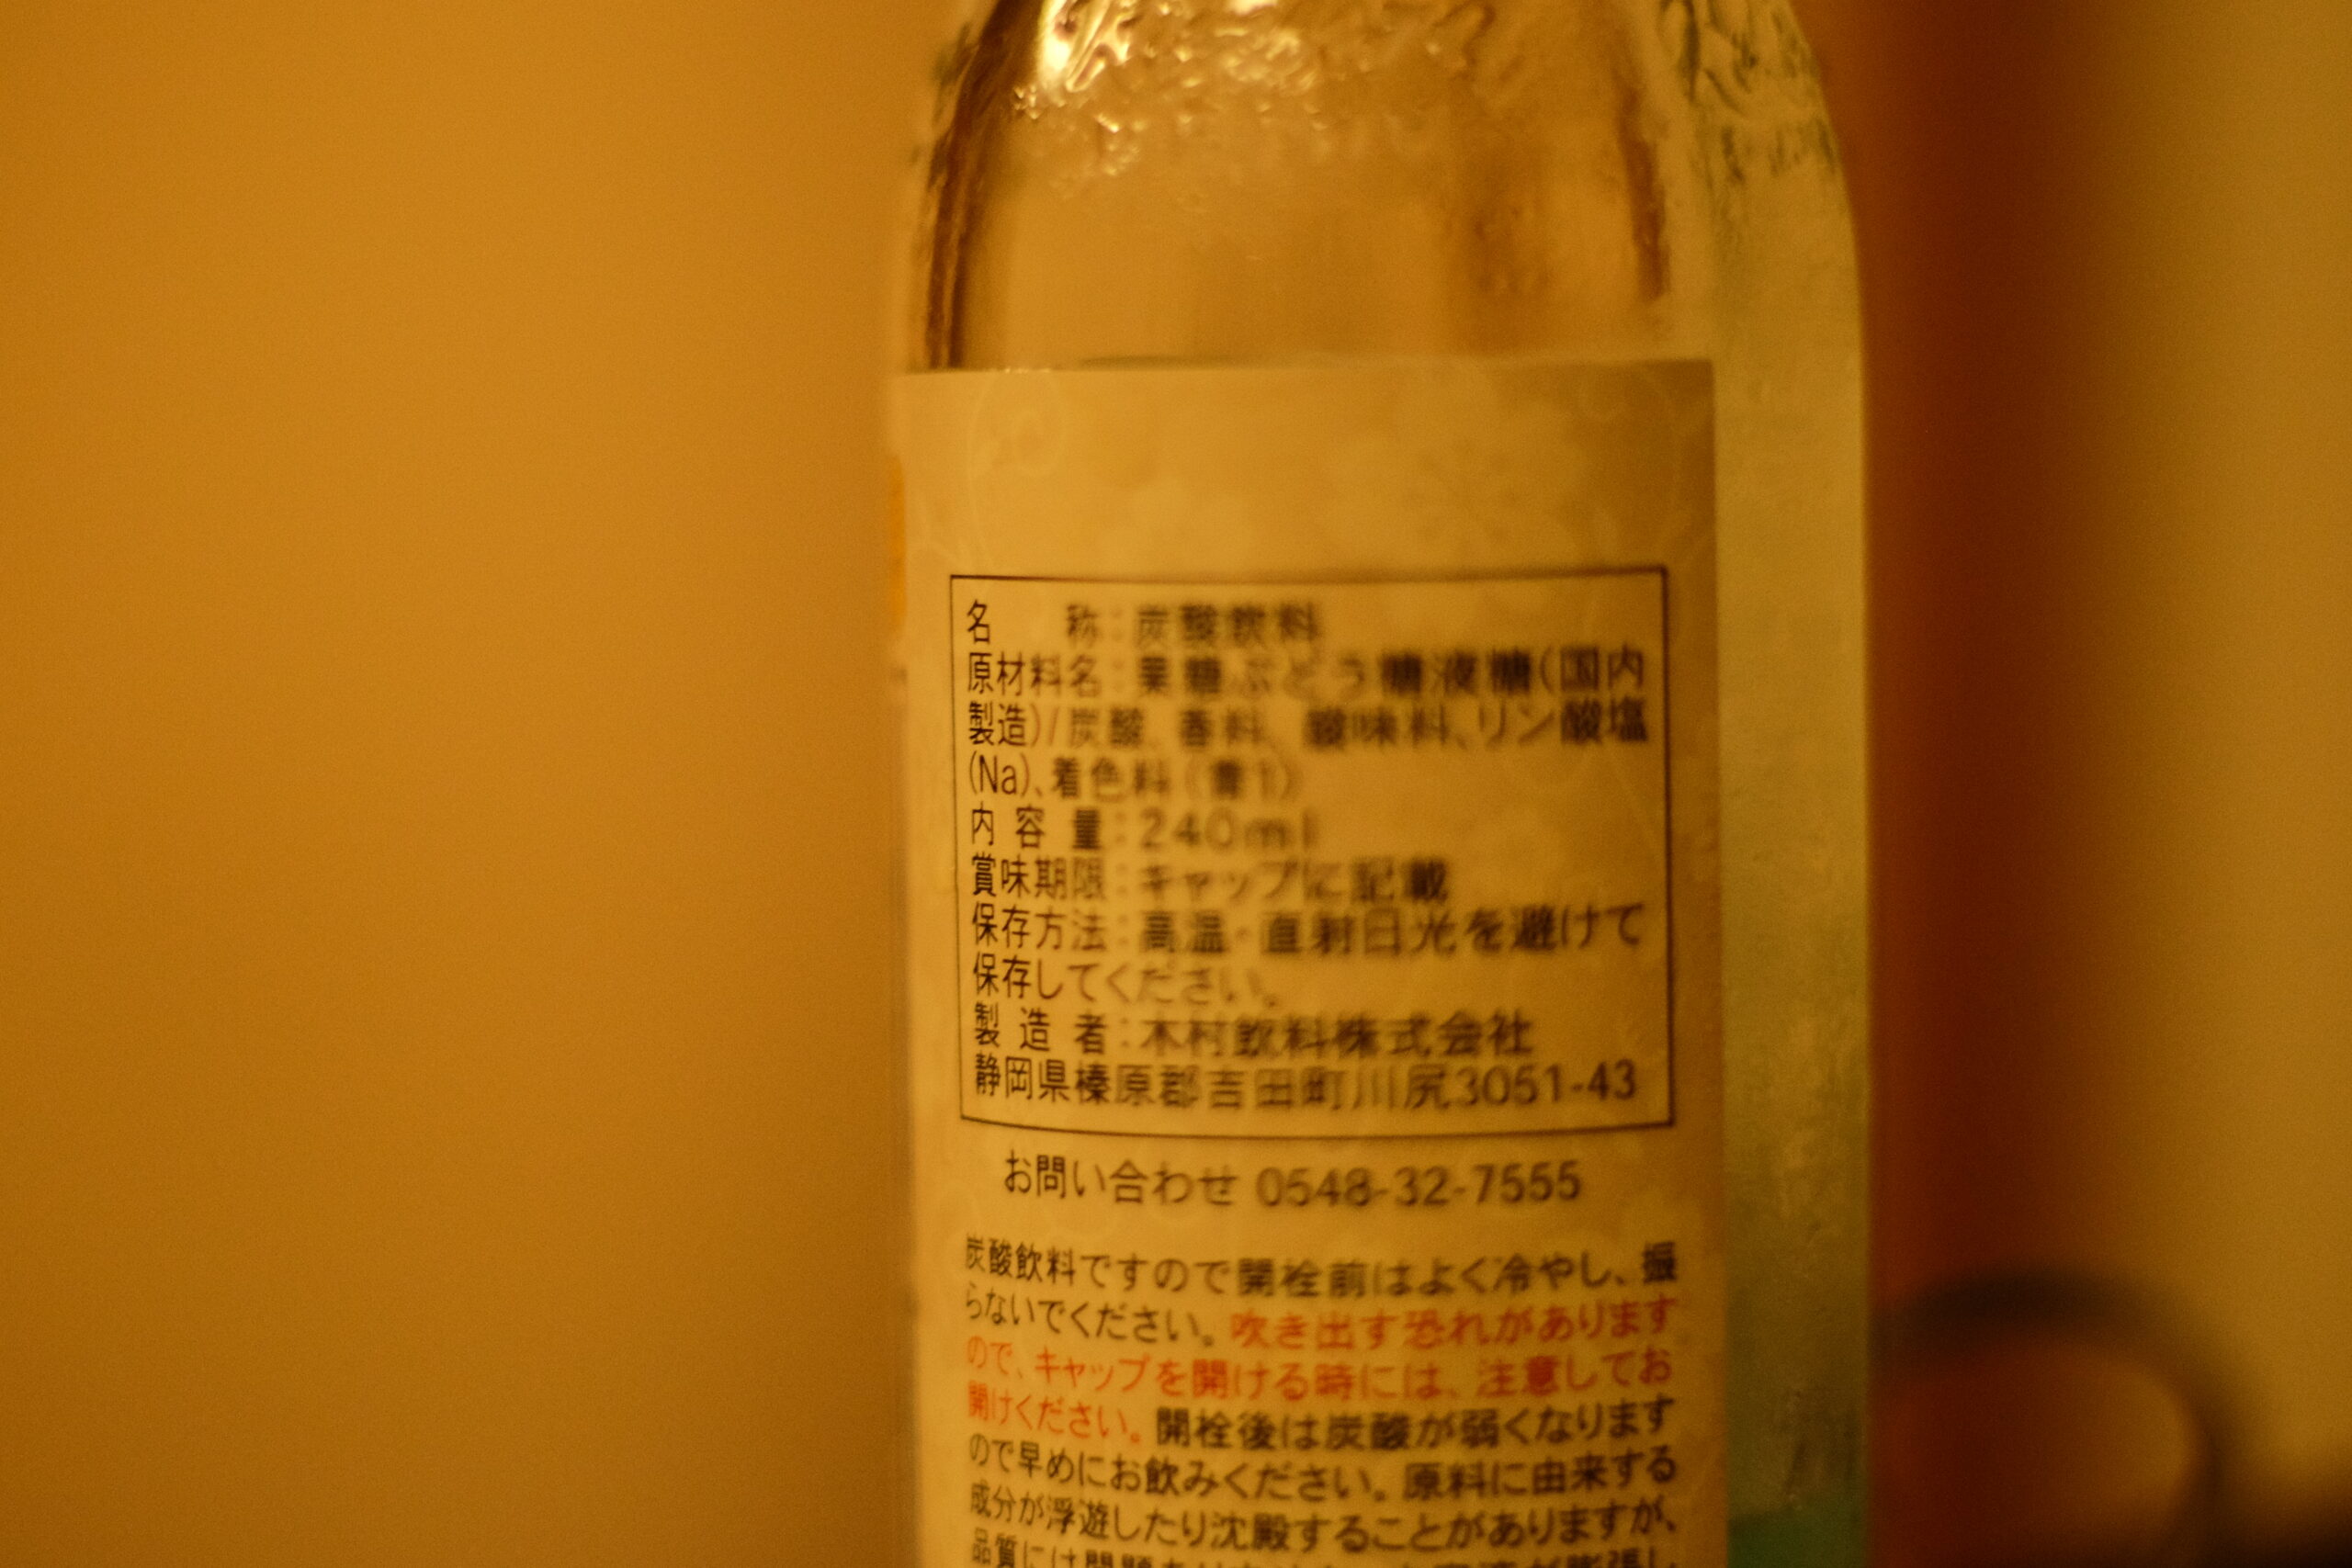 名 称：炭酸飲料
原材料名：果糖ぶどう糖液糖(国内
製造)/炭酸、香料、酸味料、リン酸塩
(Na)、着色料(青1)
内容量：240ml
賞味期限：キャップに記載
保存方法：高温・直射日光を避けて
保存してください。
製造者：木村飲料株式会社
静岡県榛原郡吉田町川尻3051-43
お問い合わせ 0548-32-7555
炭酸飲料ですので開栓前はよく冷やし、振
らないでください。吹き出す恐れがあります
ので、キャップを開ける時には、注意してお
開けください。開栓後は炭酸が弱くなります
ので早めにお飲みください。原料に由来する
成分が浮遊したり沈殿することがありますが、
品質には問題